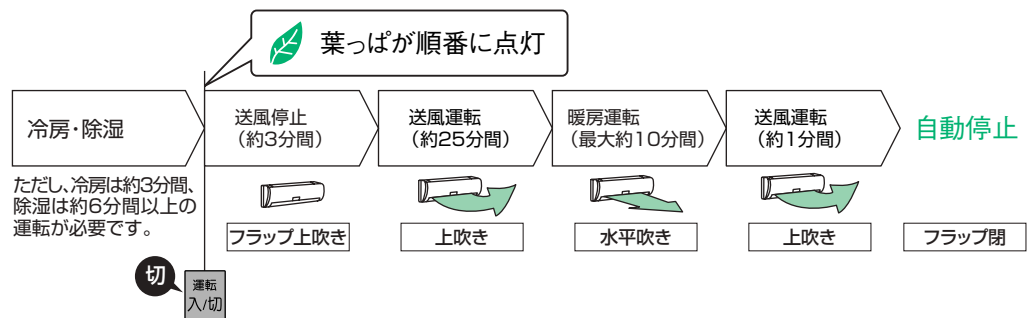 葉っぱが順番に点灯
冷房・除湿
送風停止
(約3分間)
送風運転
(約25分間)
暖房運転
(最大約10分間)
送風運転
(約1分間)
自動停止
ただし、冷房は約3分間、
除湿は約6分間以上の
運転が必要です。
フラップ上吹き
上吹き
水平吹き
上吹き
フラップ閉
切
運転
入/切